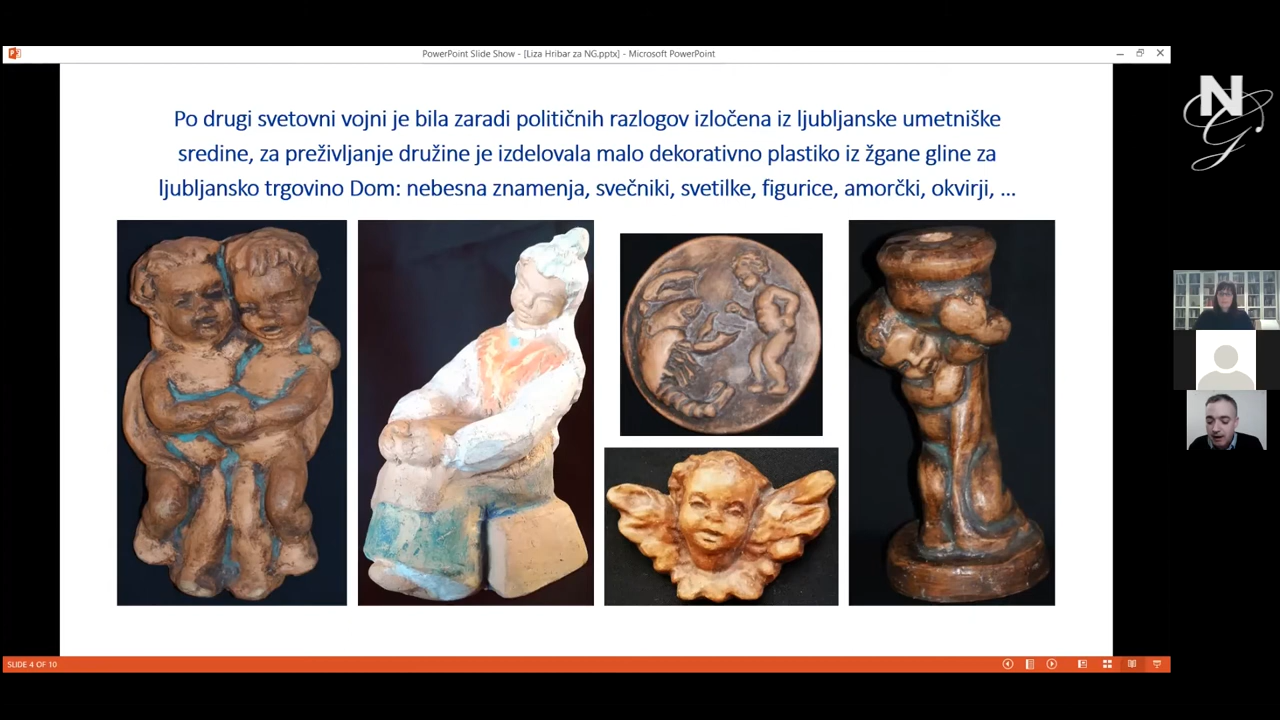 PowerPoint Slide Show - [Liza Hribar za NG.pptx] - Microsoft PowerPoint
Po drugi svetovni vojni je bila zaradi političnih razlogov izločena iz ljubljanske umetniške
sredine, za preživljanje družine je izdelovala malo dekorativno plastiko iz žgane gline za
ljubljansko trgovino Dom: nebesna znamenja, svečniki, svetilke, figurice, amorčki, okvirji, ...
NG
SLIDE 4 OF 10